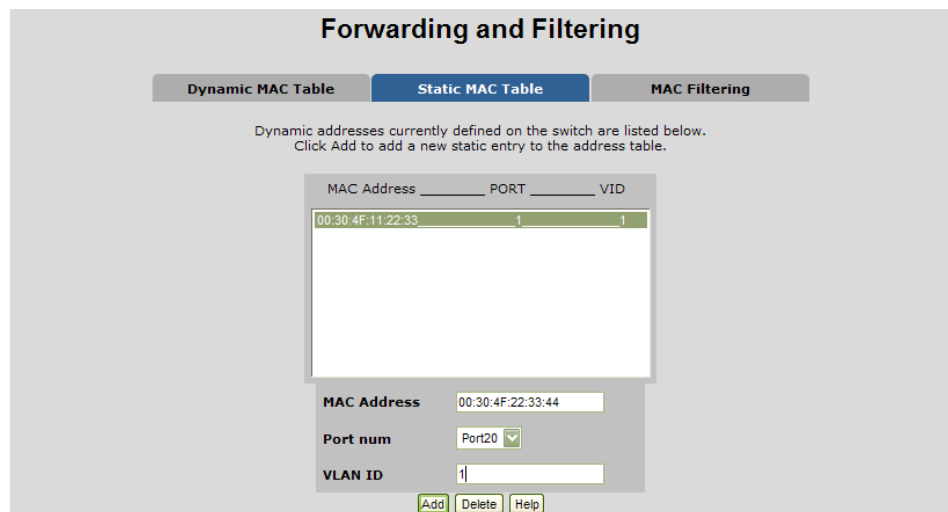 Forwarding and Filtering
Dynamic MAC Table Static MAC Table MAC Filtering
Dynamic addresses currently defined on the switch are listed below.
Click Add to add a new static entry to the address table.
MAC Address ________ PORT ________ VID
00:30:4F:11:22:33______________1______________1
MAC Address 00:30:4F:22:33:44
Port num Port20
VLAN ID 1
Add Delete Help